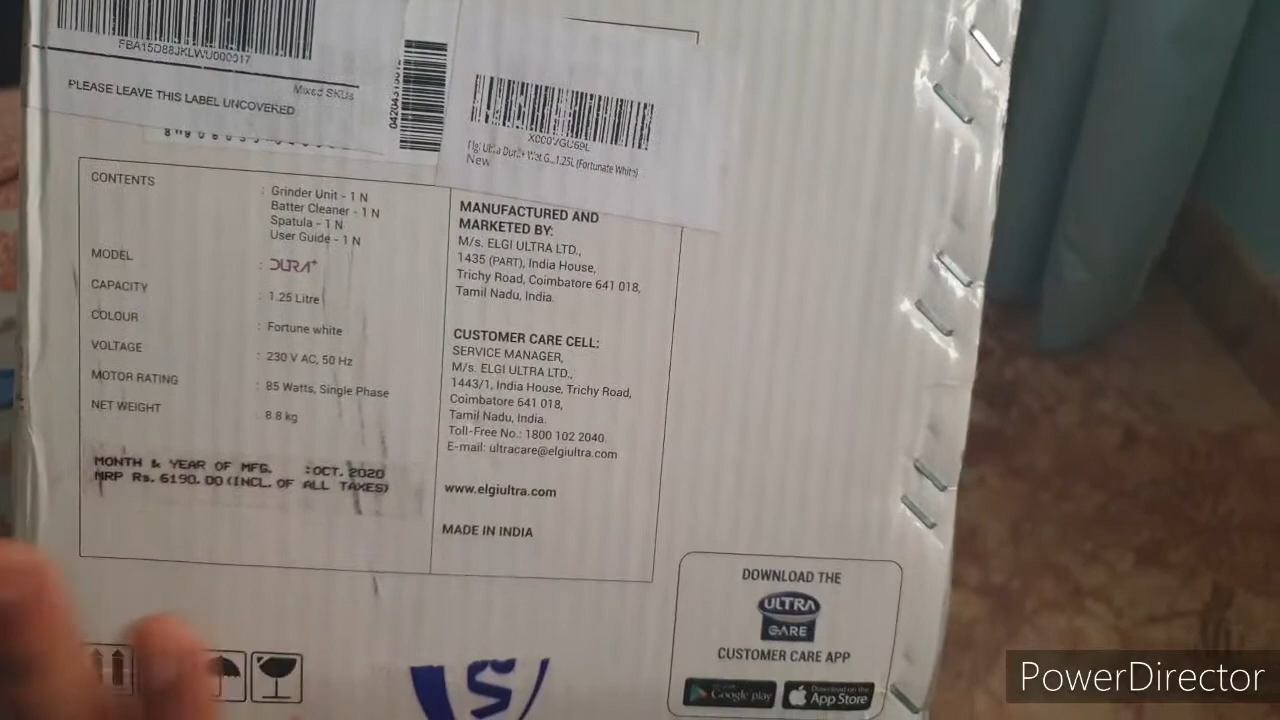 FBA15D88JKLWU000017
Mixed SKUs
PLEASE LEAVE THIS LABEL UNCOVERED
New
CONTENTS : Grinder Unit - 1 N
Batter Cleaner - 1 N
Spatula - 1 N
User Guide - 1 N
MODEL : DURA+
CAPACITY : 1.25 Litre
COLOUR : Fortune white
VOLTAGE : 230 V AC, 50 Hz
MOTOR RATING : 85 Watts, Single Phase
NET WEIGHT : 8.8 kg
MONTH & YEAR OF MFG. :OCT. 2020
MRP Rs. 6190.00(INCL. OF ALL TAXES)
MANUFACTURED AND
MARKETED BY:
M/s. ELGI ULTRA LTD.,
1435 (PART), India House,
Trichy Road, Coimbatore 641 018,
Tamil Nadu, India.
CUSTOMER CARE CELL:
SERVICE MANAGER,
M/s. ELGI ULTRA LTD.,
1443/1, India House, Trichy Road,
Coimbatore 641 018,
Tamil Nadu, India.
Toll-Free No.: 1800 102 2040.
E-mail: ultracare@elgiultra.com
www.elgiultra.com
MADE IN INDIA
DOWNLOAD THE
ULTRA
CARE
CUSTOMER CARE APP
Google play
Download on the
App Store
PowerDirector